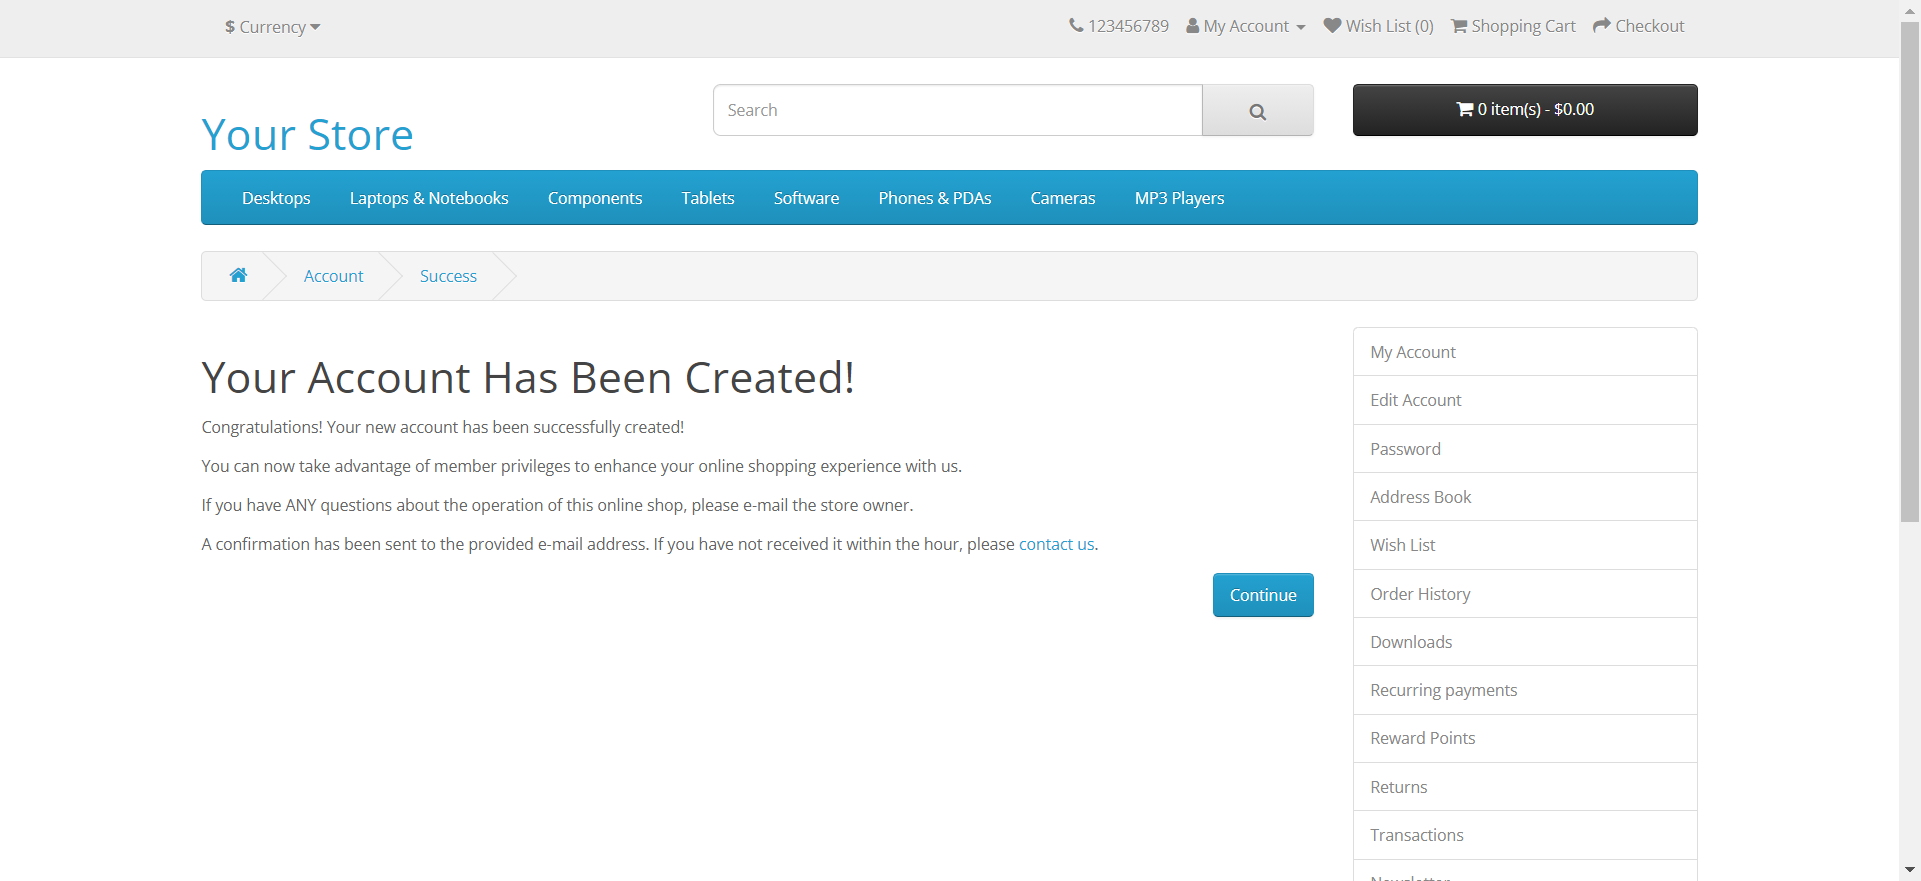 $ Currency
123456789 My Account Wish List (0) Shopping Cart Checkout
Your Store
Search
0 item(s) - $0.00
Desktops Laptops & Notebooks Components Tablets Software Phones & PDAs Cameras MP3 Players
Account Success
Your Account Has Been Created!
Congratulations! Your new account has been successfully created!
You can now take advantage of member privileges to enhance your online shopping experience with us.
If you have ANY questions about the operation of this online shop, please e-mail the store owner.
A confirmation has been sent to the provided e-mail address. If you have not received it within the hour, please contact us.
Continue
My Account
Edit Account
Password
Address Book
Wish List
Order History
Downloads
Recurring payments
Reward Points
Returns
Transactions